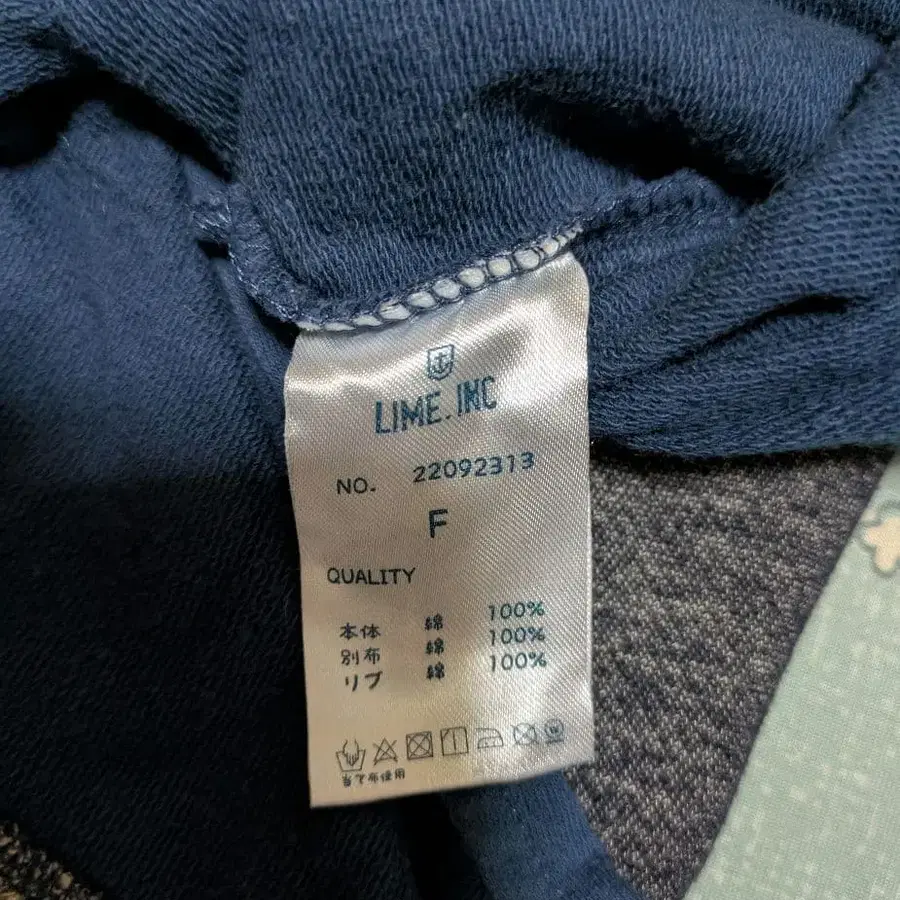 LIME.INC
NO. 22092313
F
QUALITY
本体 綿 100%
別布 綿 100%
リブ 綿 100%
当て布使用